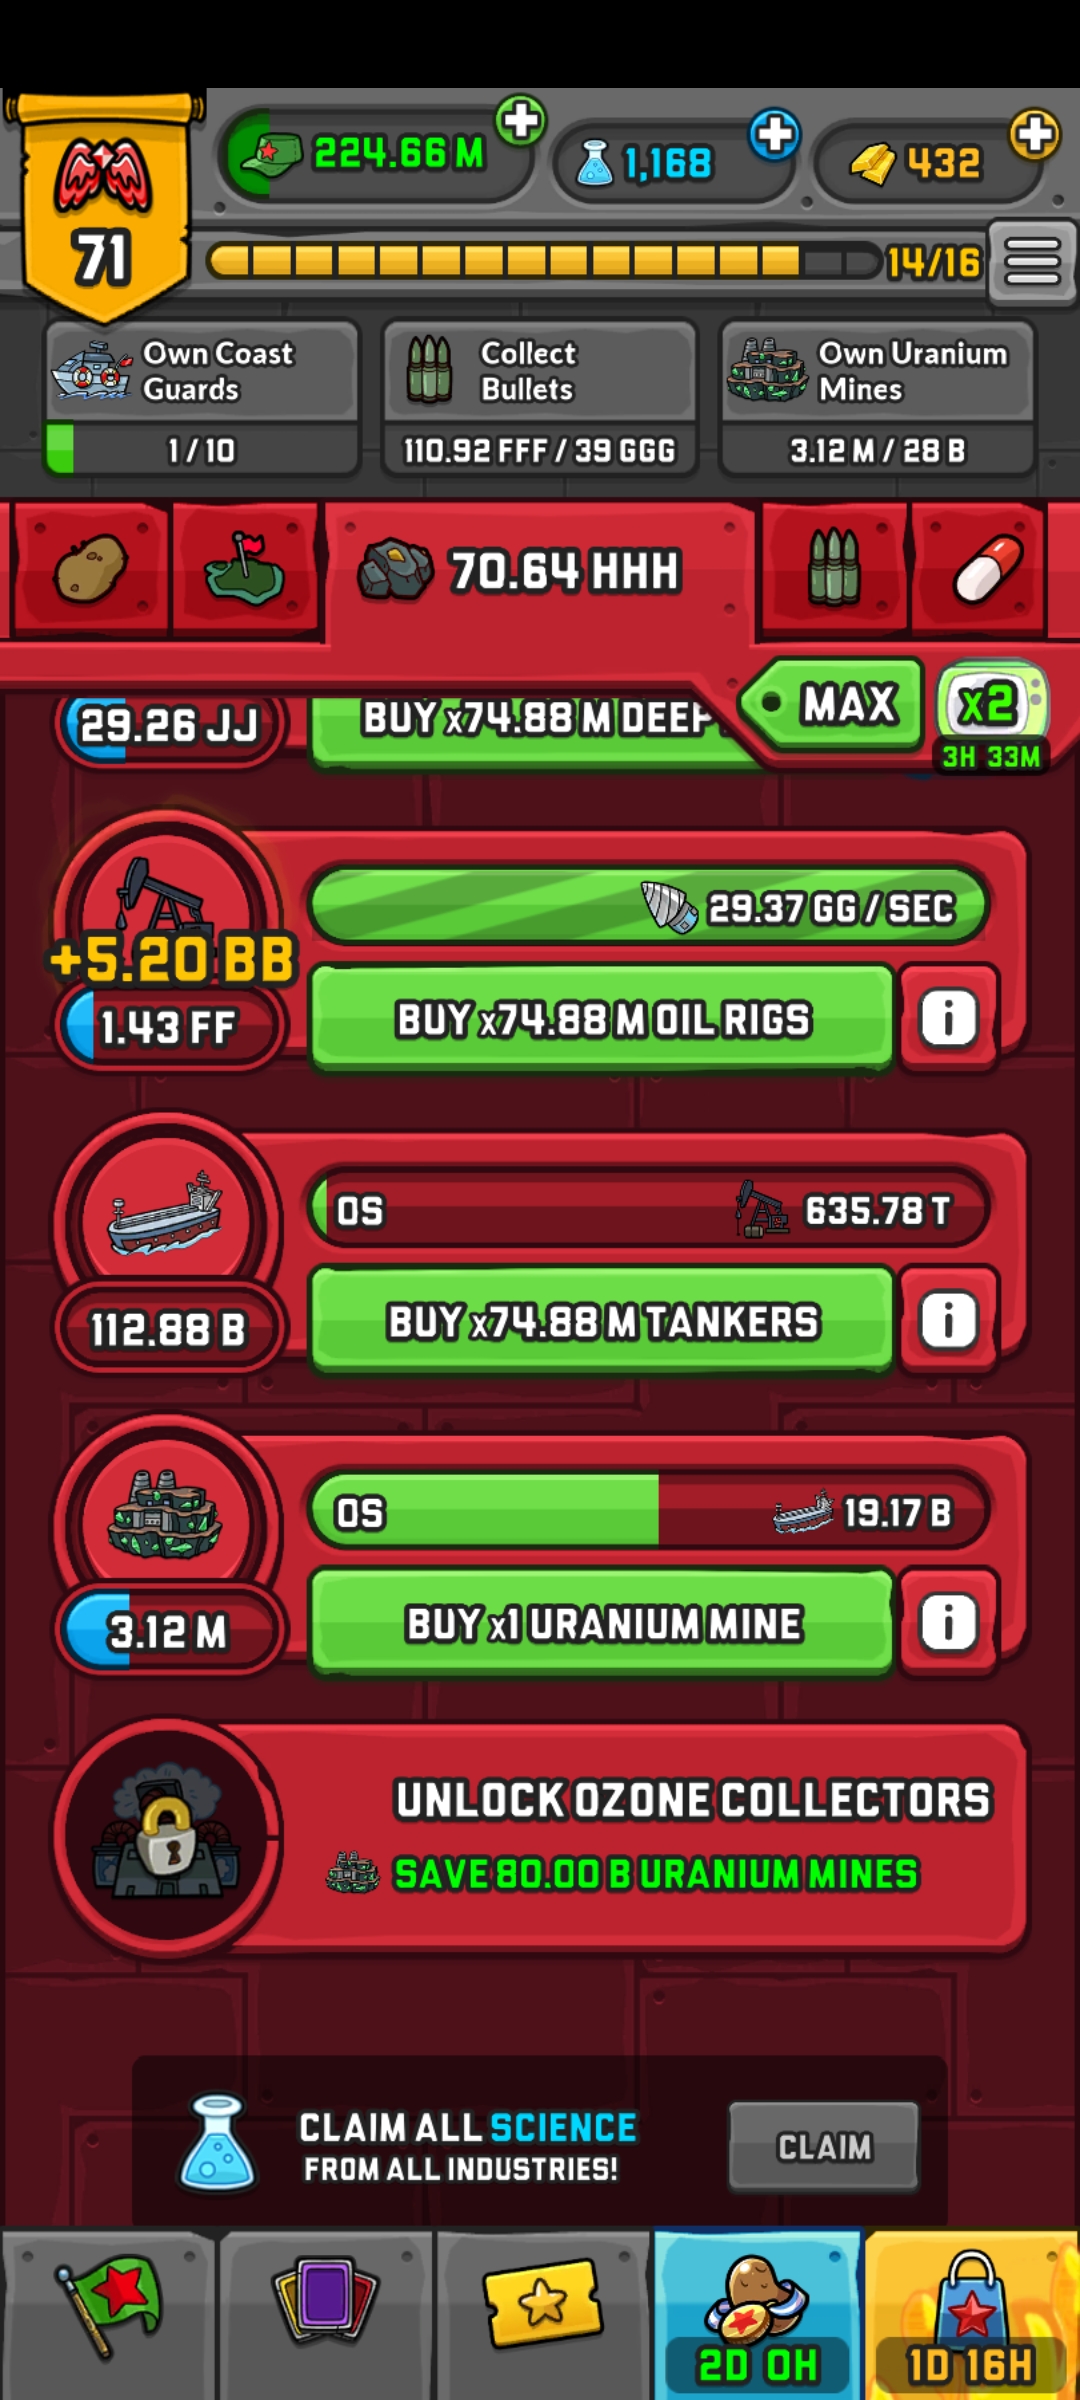 71
224.66 M
1,168
432
14/16
Own Coast
Guards
1 / 10
Collect
Bullets
110.92 FFF / 39 GGG
Own Uranium
Mines
3.12 M / 28 B
70.64 HHH
MAX
x2
3H 33M
29.26 JJ
BUY x74.88 M DEEP
29.37 GG / SEC
+5.20 BB
1.43 FF
BUY x74.88 M OIL RIGS
i
0S
635.78 T
112.88 B
BUY x74.88 M TANKERS
i
0S
19.17 B
3.12 M
BUY x1 URANIUM MINE
i
UNLOCK OZONE COLLECTORS
SAVE 80.00 B URANIUM MINES
CLAIM ALL SCIENCE
FROM ALL INDUSTRIES!
CLAIM
2D 0H
1D 16H